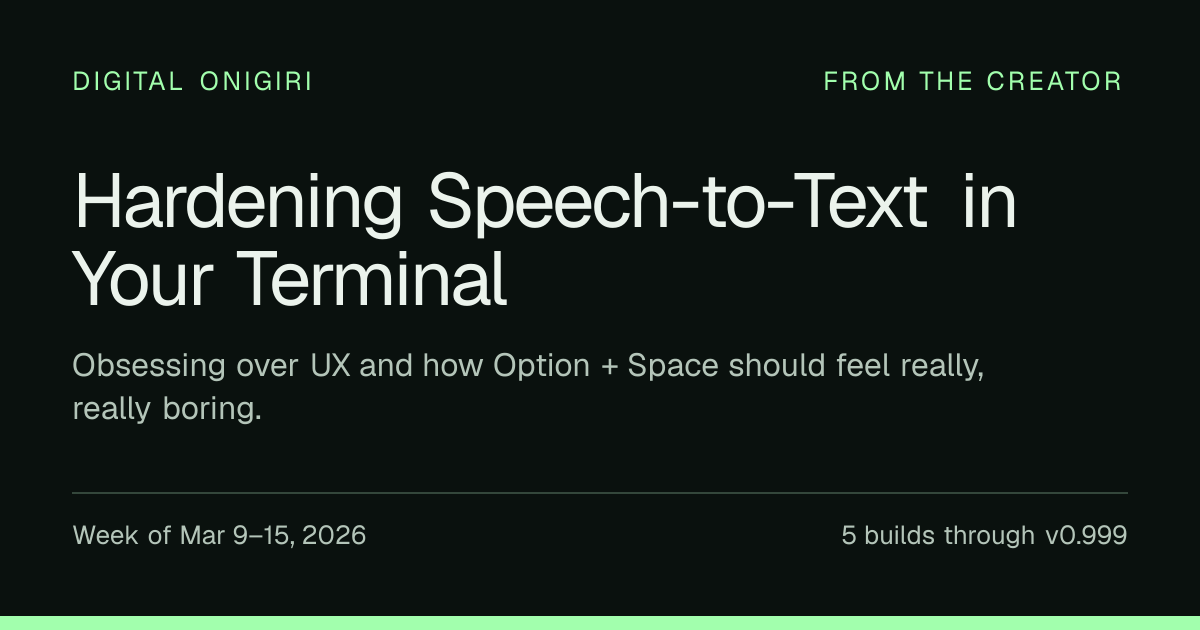 DIGITAL ONIGIRI
FROM THE CREATOR
Hardening Speech-to-Text in
Your Terminal
Obsessing over UX and how Option + Space should feel really,
really boring.
Week of Mar 9–15, 2026
5 builds through v0.999